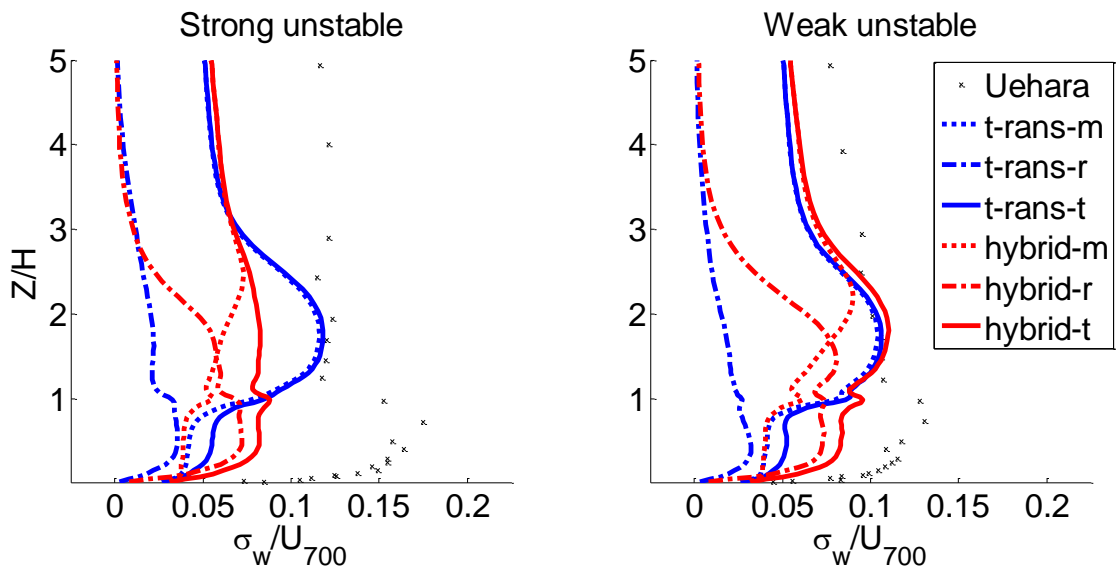 Strong unstable
5
4
3
2
1
Z/H
0
0.05
0.1
0.15
0.2
σw/U700
Weak unstable
5
4
3
2
1
0
0.05
0.1
0.15
0.2
σw/U700
Uehara
t-rans-m
t-rans-r
t-rans-t
hybrid-m
hybrid-r
hybrid-t